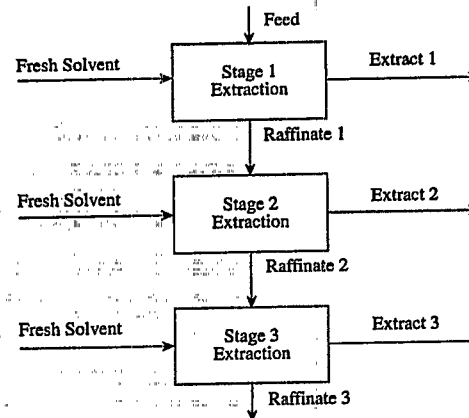 Feed
Fresh Solvent
Stage 1
Extraction
Extract 1
Raffinate 1
Fresh Solvent
Stage 2
Extraction
Extract 2
Raffinate 2
Fresh Solvent
Stage 3
Extraction
Extract 3
Raffinate 3